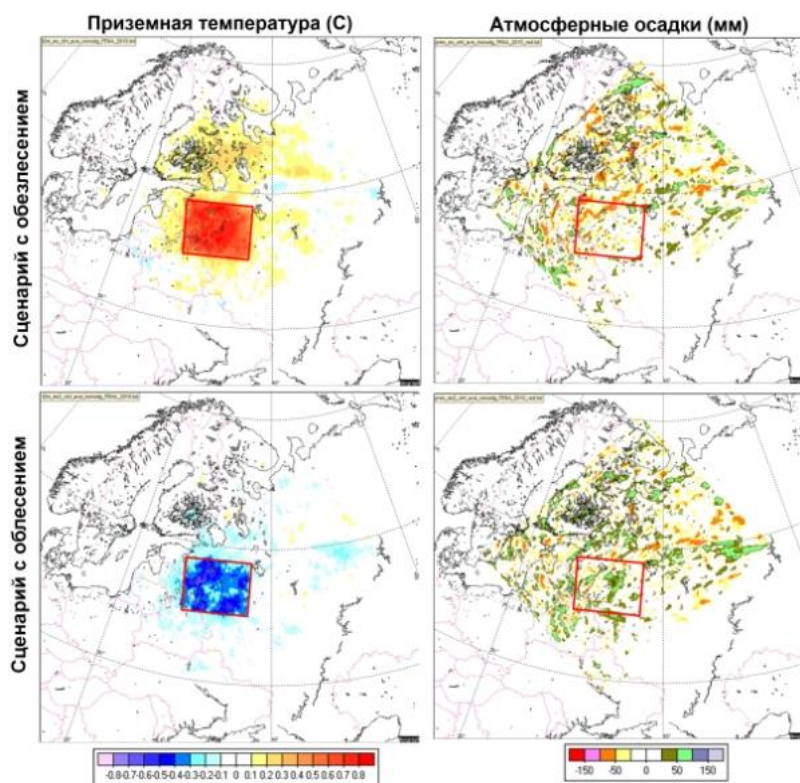 Приземная температура (С)
Атмосферные осадки (мм)
Сценарий с обезлесением
Сценарий с облесением
-0.8-0.7-0.6-0.5-0.4-0.3-0.2-0.1 0 0.1 0.2 0.3 0.4 0.5 0.6 0.7 0.8
-150 -50 0 50 150